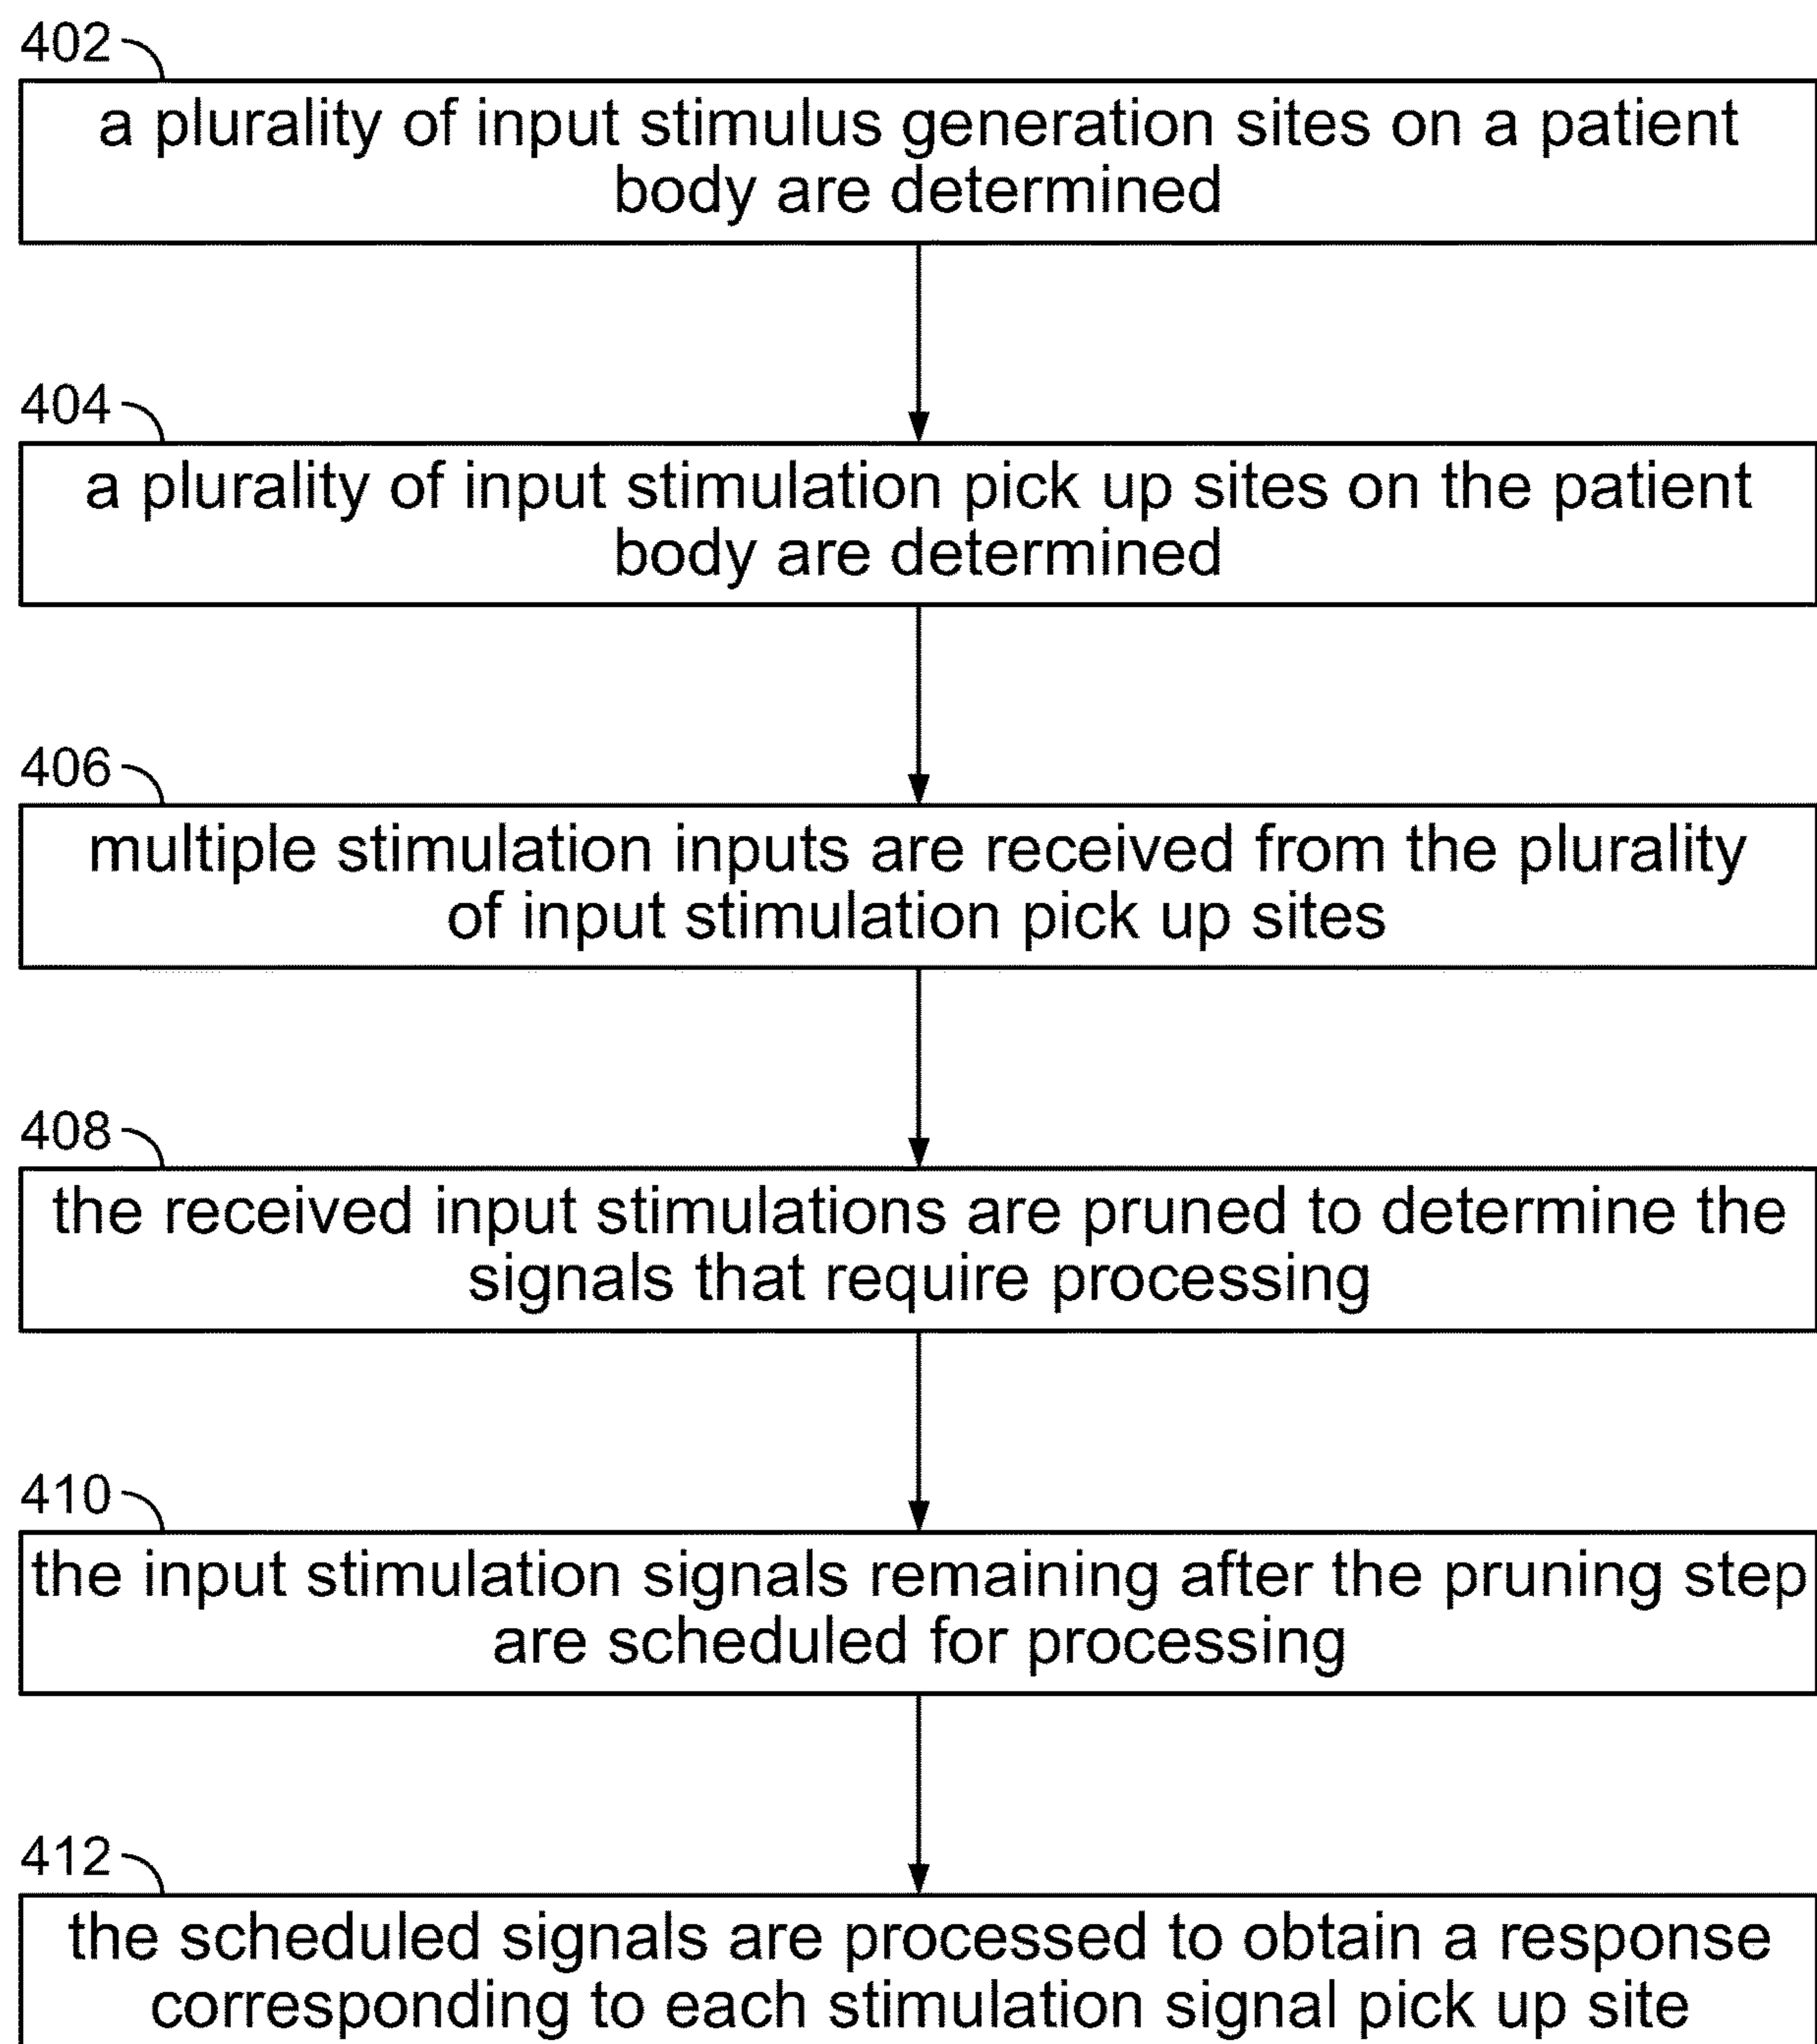 402
a plurality of input stimulus generation sites on a patient
body are determined
404
a plurality of input stimulation pick up sites on the patient
body are determined
406
multiple stimulation inputs are received from the plurality
of input stimulation pick up sites
408
the received input stimulations are pruned to determine the
signals that require processing
410
the input stimulation signals remaining after the pruning step
are scheduled for processing
412
the scheduled signals are processed to obtain a response
corresponding to each stimulation signal pick up site